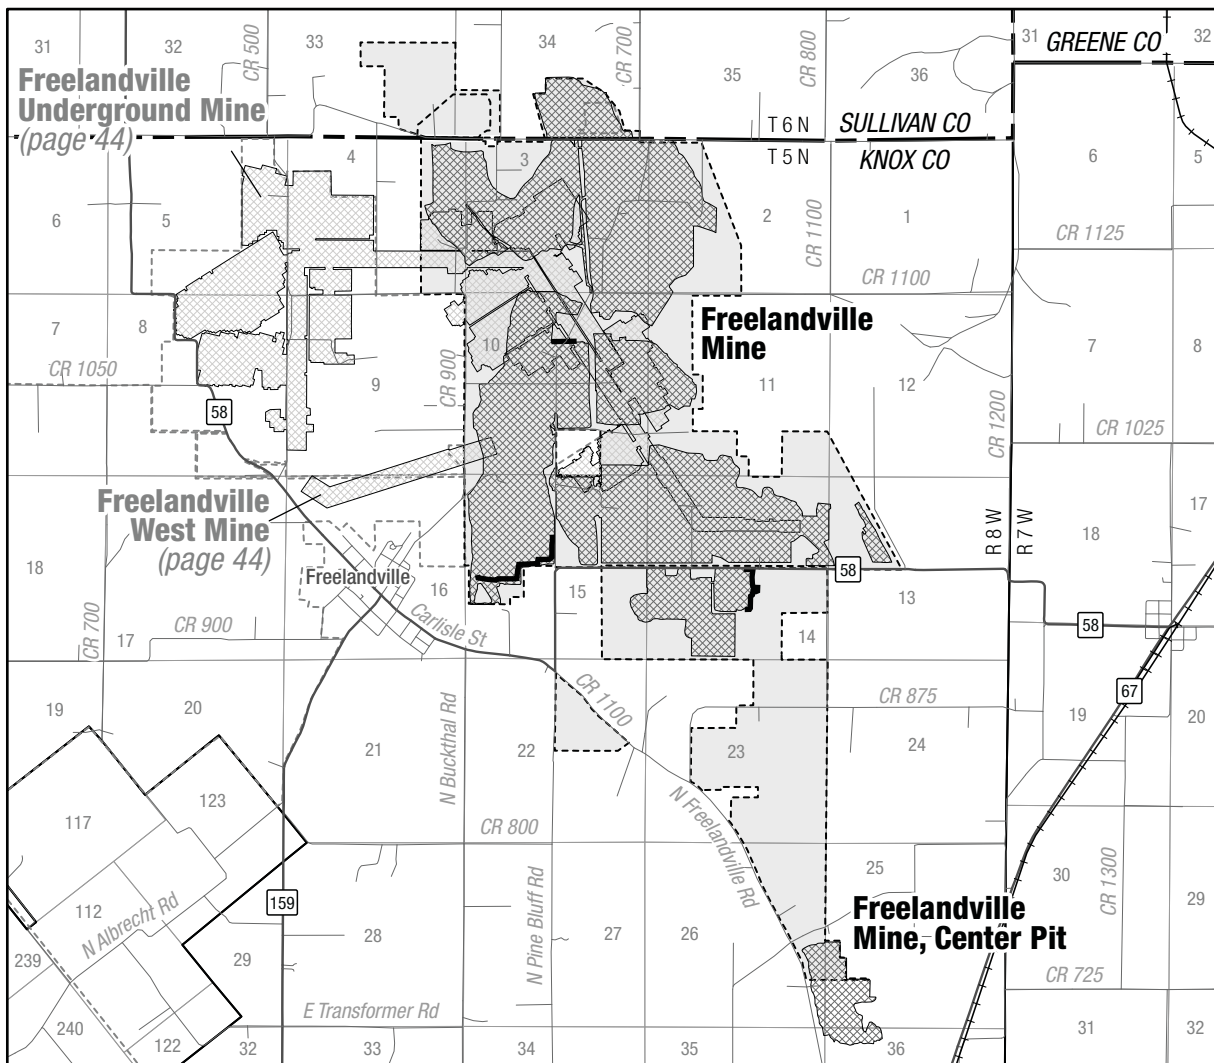 31
32
CR 500
33
34
CR 700
35
CR 800
36
31
GREENE CO
32
Freelandville
Underground Mine
(page 44)
T 6 N
SULLIVAN CO
T 5 N
KNOX CO
4
3
6
5
6
5
2
CR 1100
1
CR 1125
CR 1100
7
8
Freelandville
Mine
10
7
8
CR 1050
9
CR 900
11
12
58
CR 1200
CR 1025
Freelandville
West Mine
(page 44)
R 8 W
R 7 W
17
18
18
Freelandville
16
15
58
13
CR 700
17
CR 900
Carlisle St
14
58
67
19
20
CR 1100
CR 875
19
20
21
N Buckthal Rd
22
23
24
123
117
CR 800
N Freelandville Rd
25
30
CR 1300
29
112
N Albrecht Rd
159
N Pine Bluff Rd
Freelandville
Mine, Center Pit
28
27
26
239
29
CR 725
E Transformer Rd
240
122
32
33
34
35
36
31
32